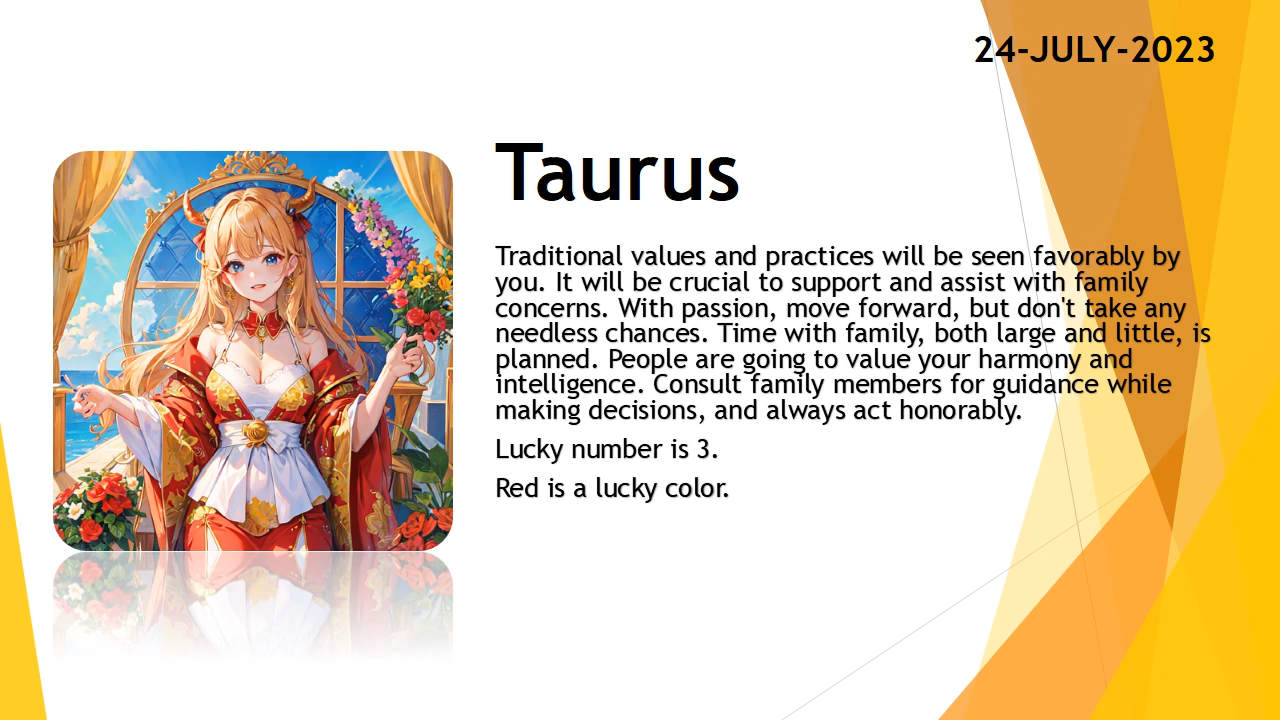 24-JULY-2023
Taurus
Traditional values and practices will be seen favorably by
you. It will be crucial to support and assist with family
concerns. With passion, move forward, but don't take any
needless chances. Time with family, both large and little, is
planned. People are going to value your harmony and
intelligence. Consult family members for guidance while
making decisions, and always act honorably.
Lucky number is 3.
Red is a lucky color.